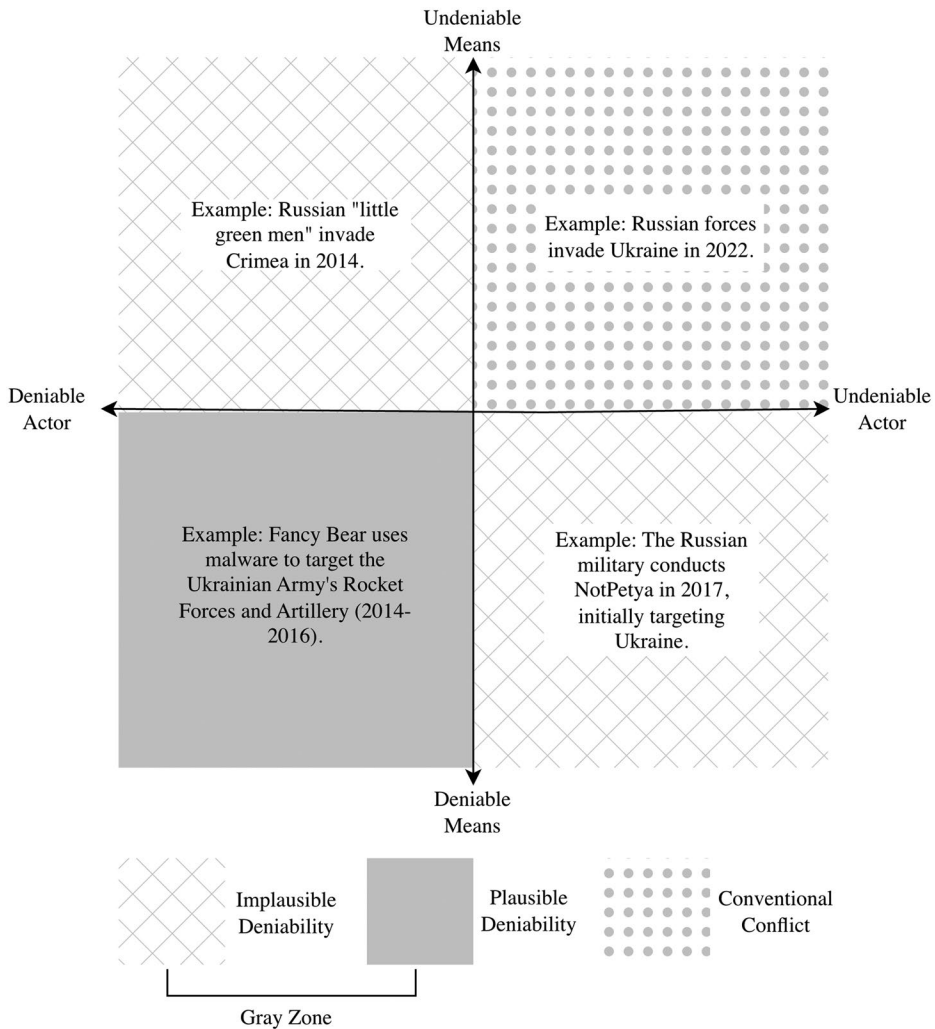 Undeniable
Means
Example: Russian "little
green men" invade
Crimea in 2014.
Example: Russian forces
invade Ukraine in 2022.
Deniable
Actor
Undeniable
Actor
Example: Fancy Bear uses
malware to target the
Ukrainian Army's Rocket
Forces and Artillery (2014-
2016).
Example: The Russian
military conducts
NotPetya in 2017,
initially targeting
Ukraine.
Deniable
Means
Implausible
Deniability
Plausible
Deniability
Conventional
Conflict
Gray Zone